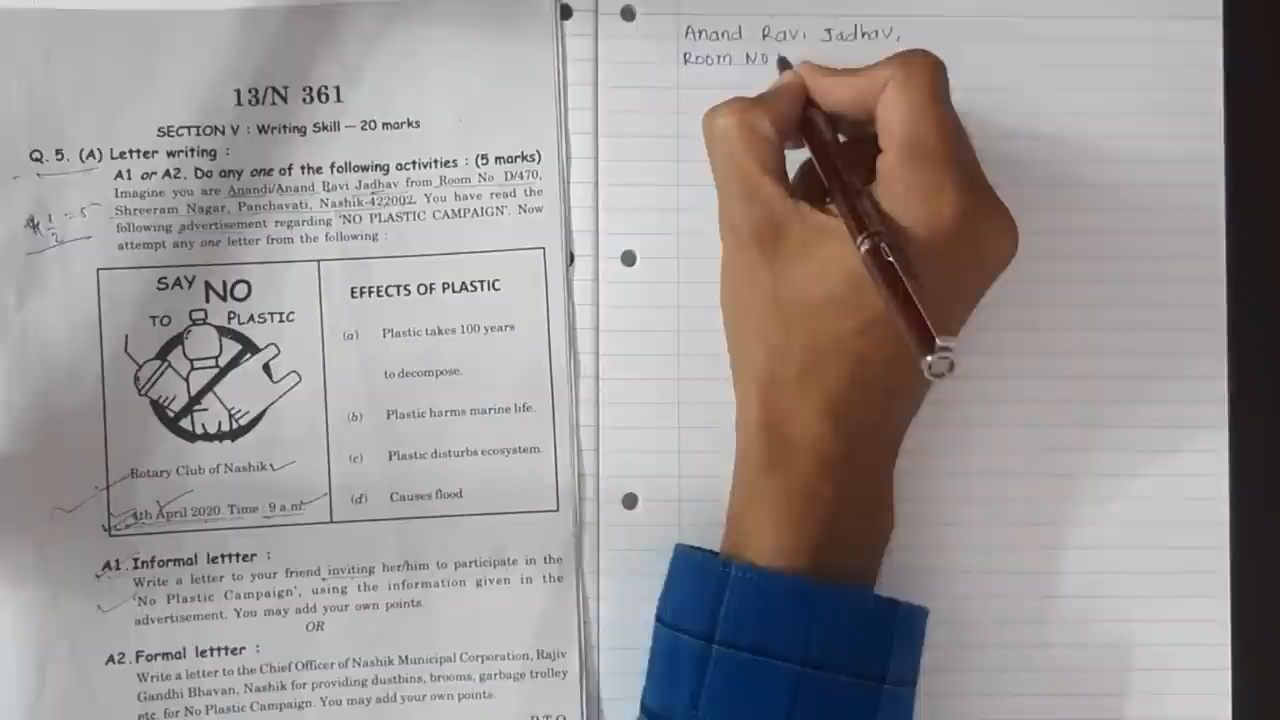 13/N 361
SECTION V : Writing Skill – 20 marks
Q. 5. (A) Letter writing :
A1 or A2. Do any one of the following activities : (5 marks)
Imagine you are Anandi/Anand Ravi Jadhav from Room No D/470,
Shreeram Nagar, Panchavati, Nashik-422002. You have read the
following advertisement regarding 'NO PLASTIC CAMPAIGN'. Now
attempt any one letter from the following :
SAY NO
TO PLASTIC
Rotary Club of Nashik
4th April 2020. Time : 9 a.m.
EFFECTS OF PLASTIC
(a) Plastic takes 100 years
to decompose.
(b) Plastic harms marine life.
(c) Plastic disturbs ecosystem.
(d) Causes flood
A1. Informal lettter :
Write a letter to your friend inviting her/him to participate in the
'No Plastic Campaign', using the information given in the
advertisement. You may add your own points.
OR
A2. Formal lettter :
Write a letter to the Chief Officer of Nashik Municipal Corporation, Rajiv
Gandhi Bhavan, Nashik for providing dustbins, brooms, garbage trolley
etc. for No Plastic Campaign. You may add your own points.
Anand Ravi Jadhav,
Room No